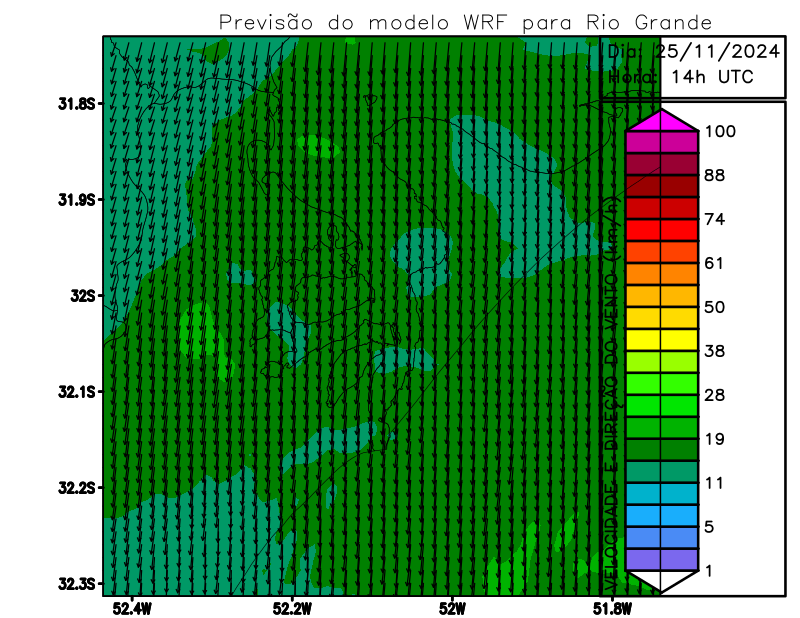 Previsão do modelo WRF para Rio Grande
Dia: 25/11/2024
Hora: 14h UTC
31.8S
31.9S
32S
32.1S
32.2S
32.3S
52.4W
52.2W
52W
51.8W
VELOCIDADE E DIREÇÃO DO VENTO (km/h)
100
88
74
61
50
38
28
19
11
5
1